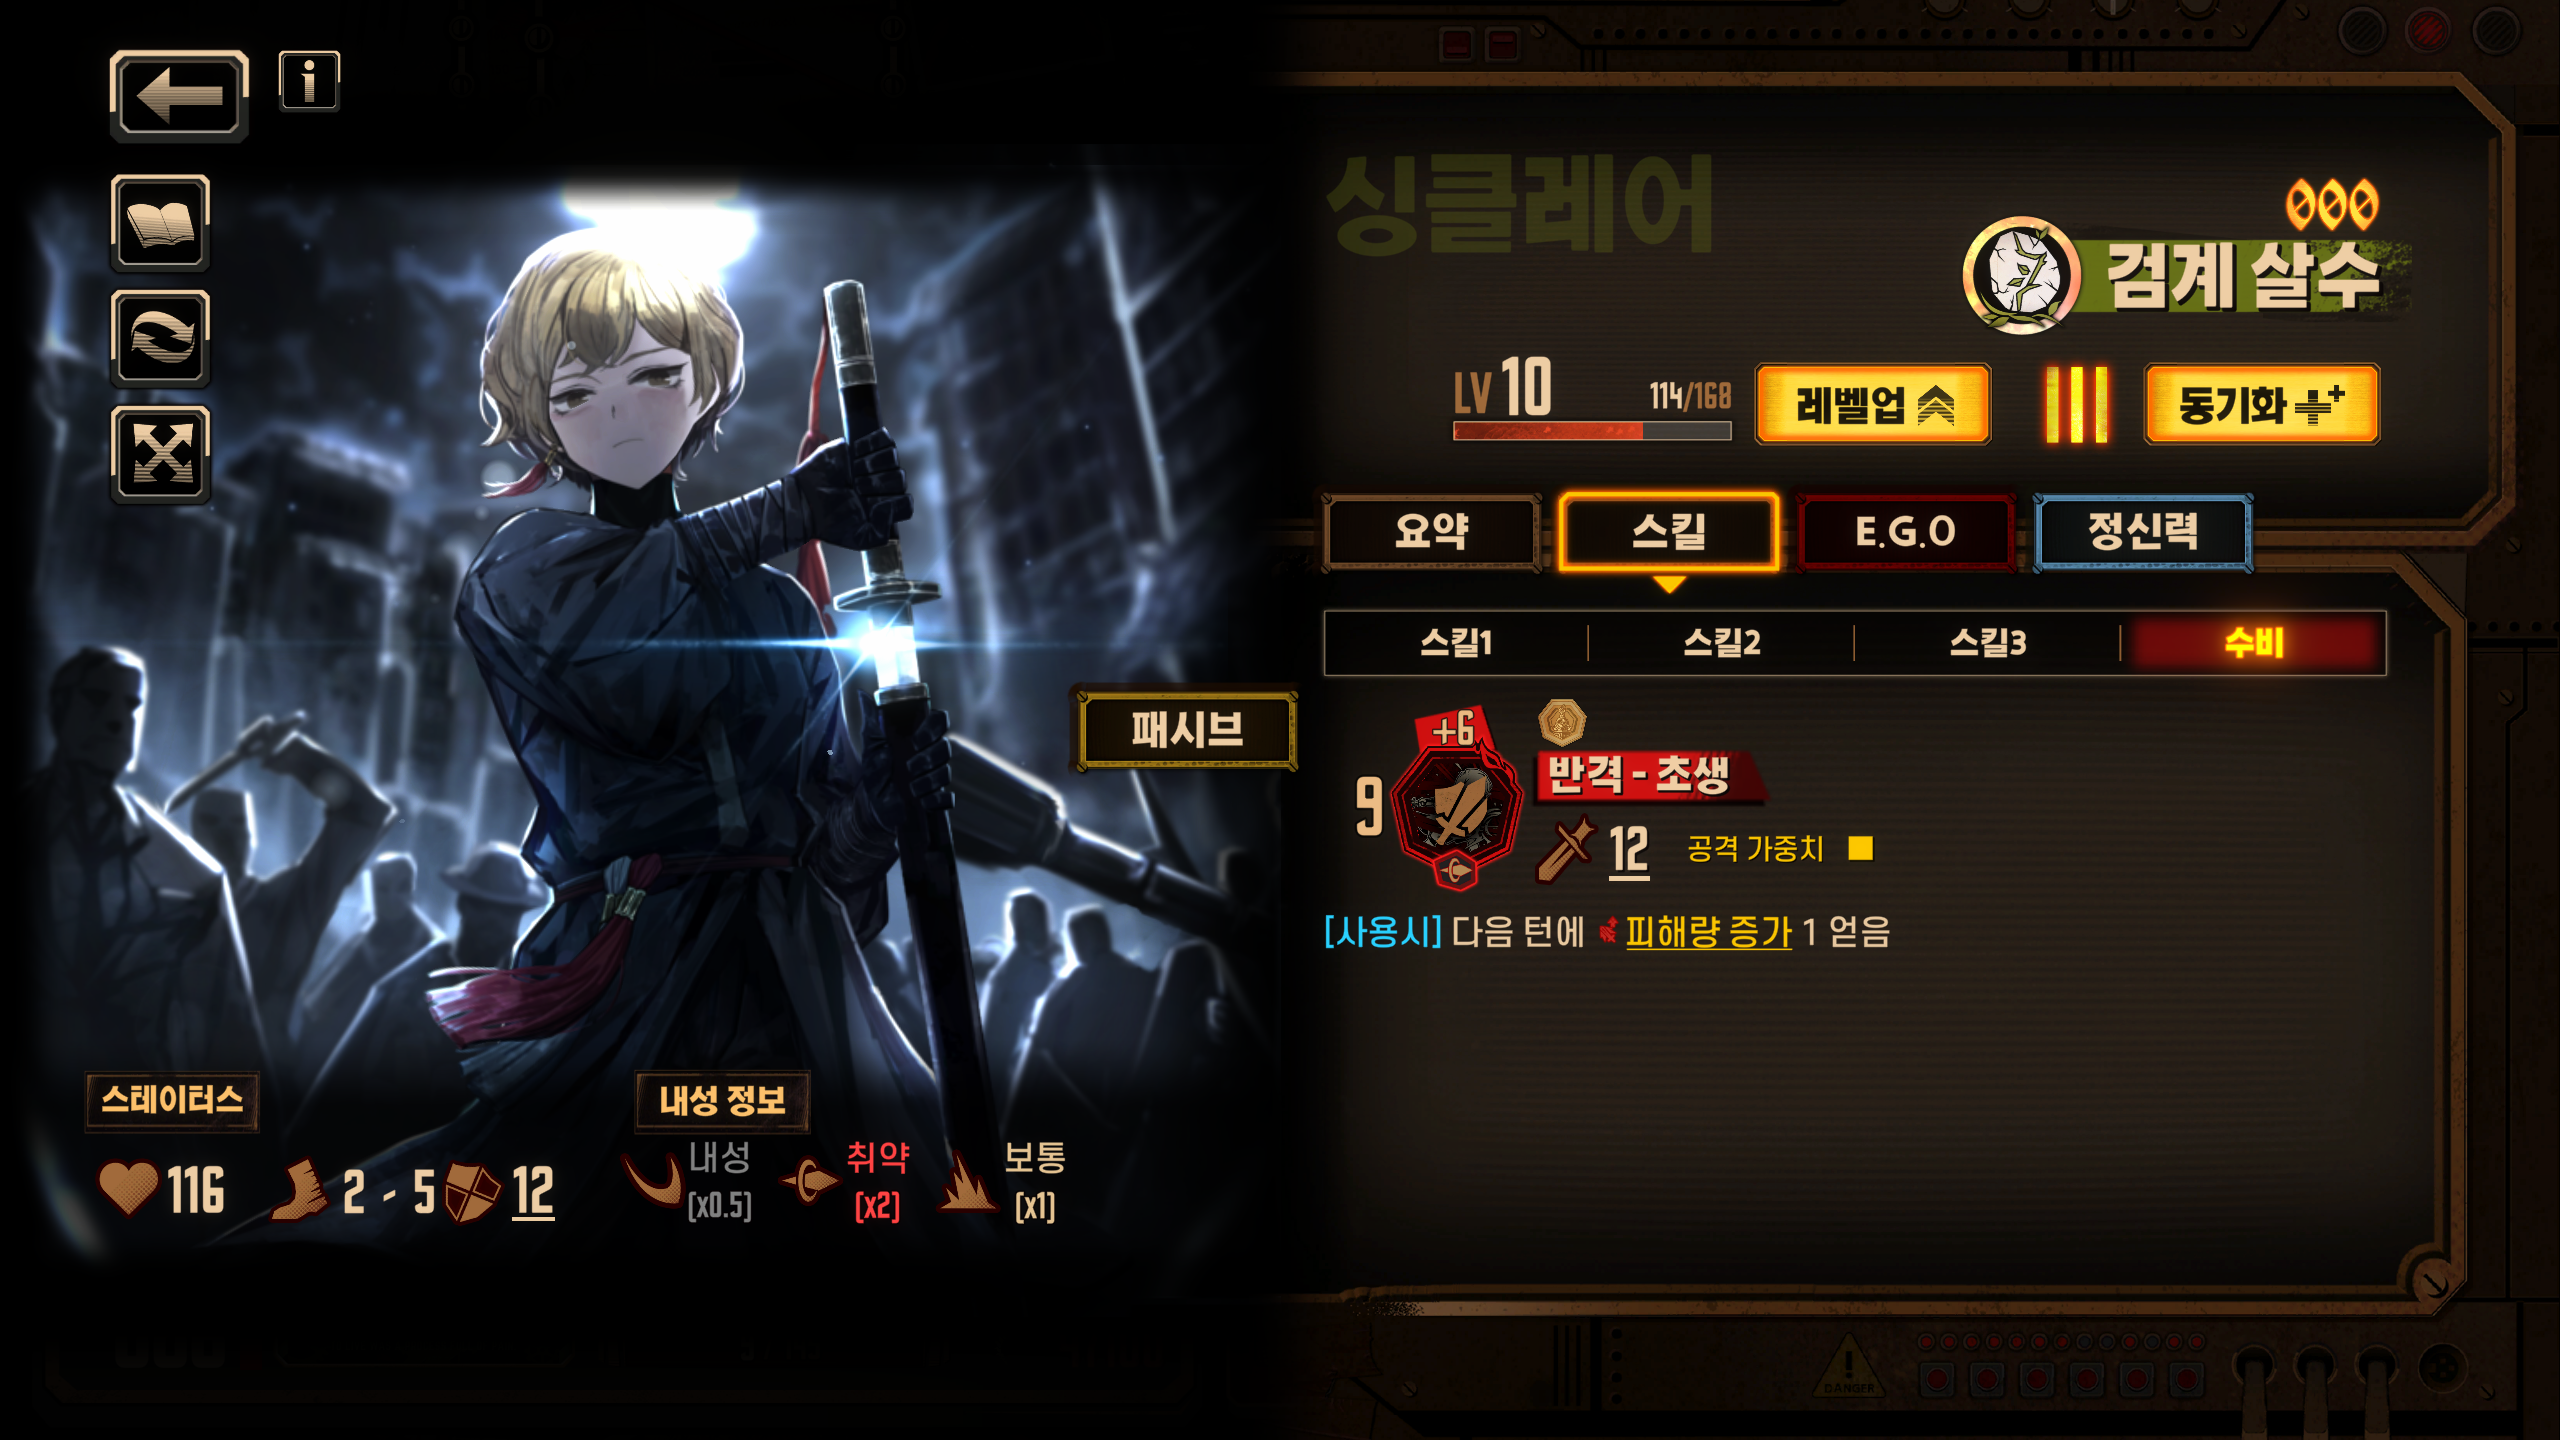 싱클레어
검계 살수
LV 10
114/168
레벨업
동기화
요약
스킬
E.G.O
정신력
스킬1
스킬2
스킬3
수비
패시브
+6
9
반격 - 초생
12
공격 가중치
[사용시] 다음 턴에 피해량 증가 1 얻음
스테이터스
116
2 - 5
12
내성 정보
내성
[x0.5]
취약
[x2]
보통
[x1]
DANGER